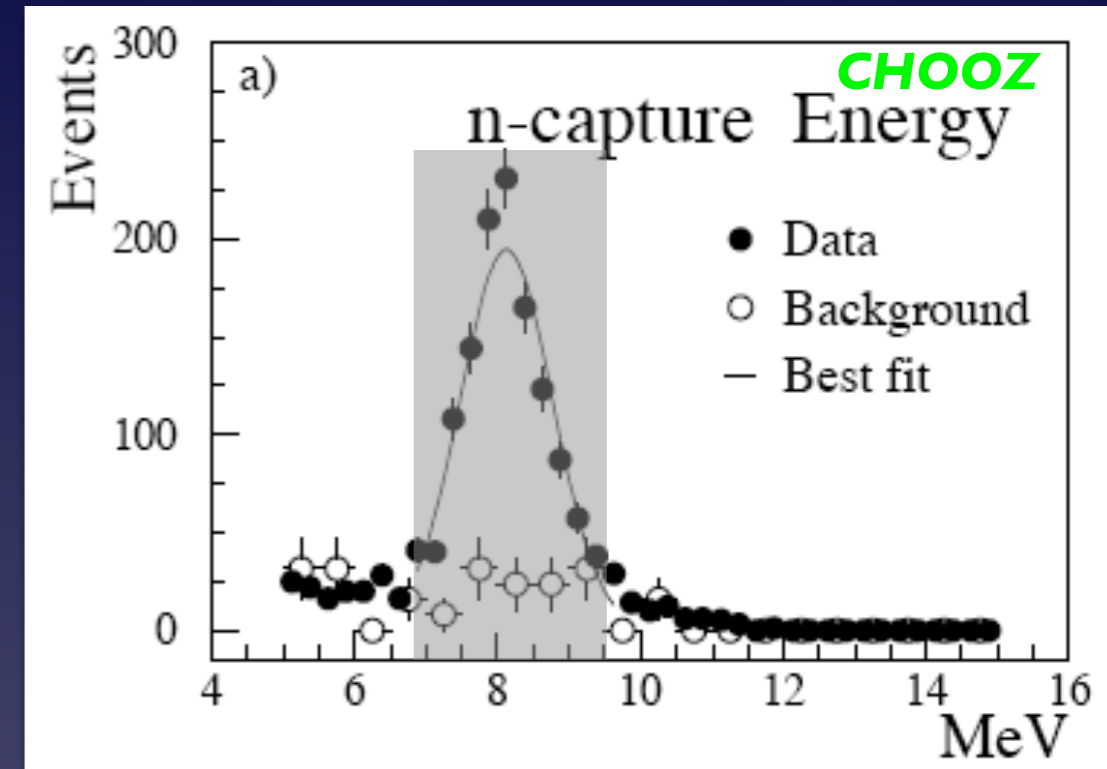 CHOOZ
a)
n-capture Energy
Events
300
200
100
0
Data
Background
Best fit
4 6 8 10 12 14 16
MeV